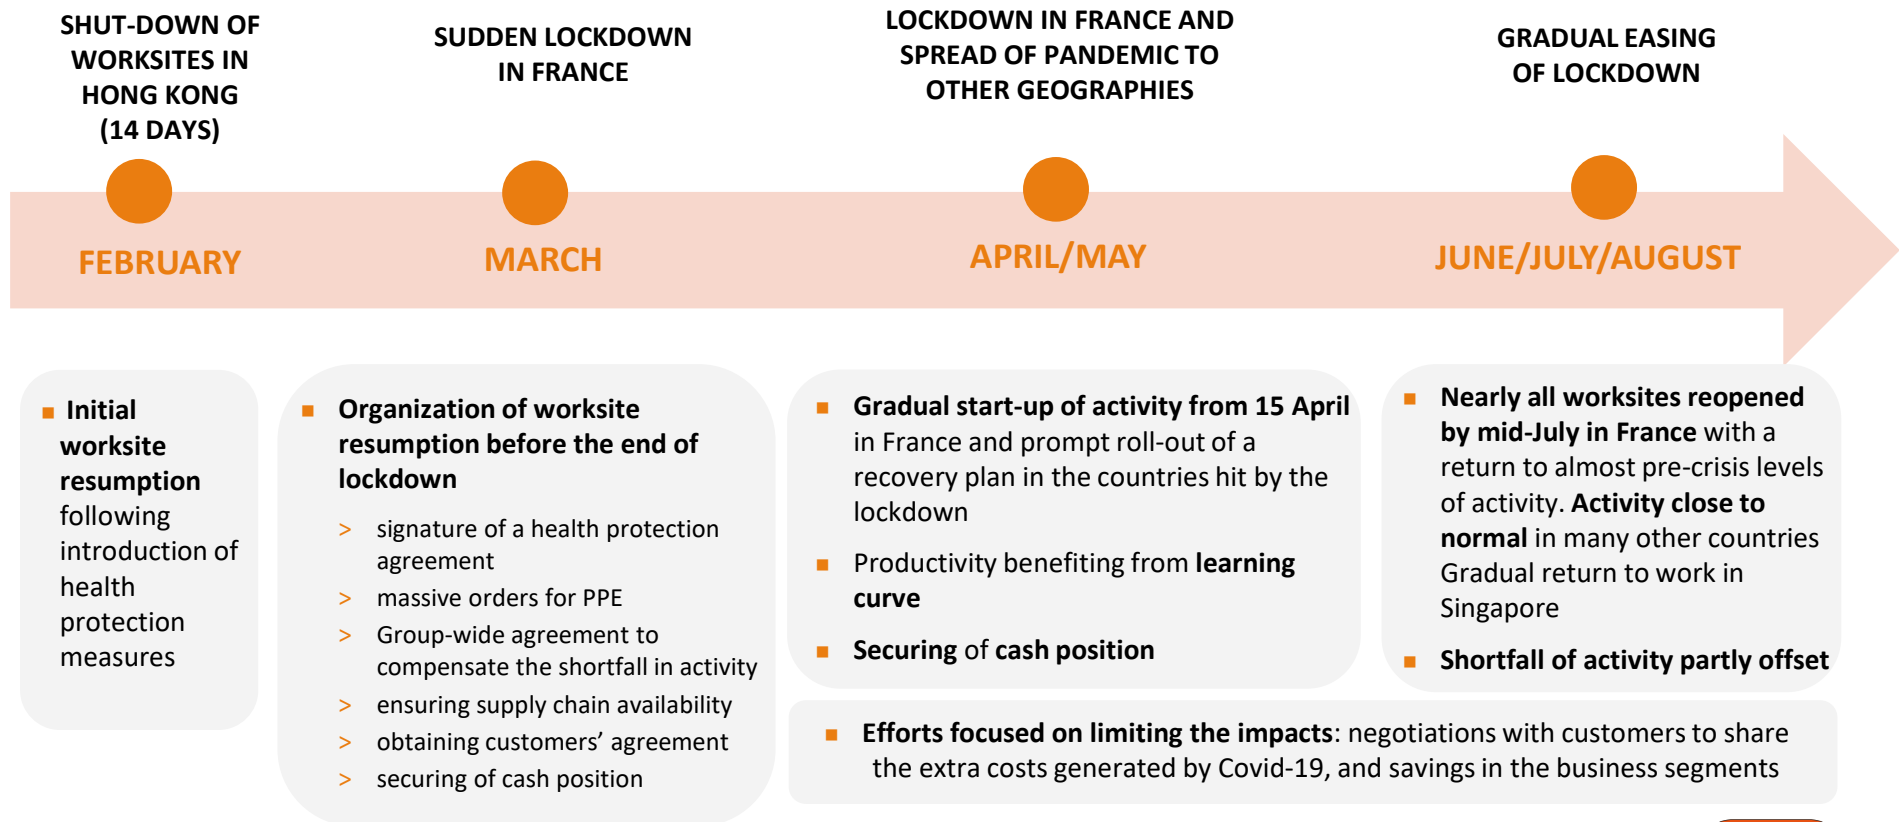 SHUT-DOWN OF
WORKSITES IN
HONG KONG
(14 DAYS)
SUDDEN LOCKDOWN
IN FRANCE
LOCKDOWN IN FRANCE AND
SPREAD OF PANDEMIC TO
OTHER GEOGRAPHIES
GRADUAL EASING
OF LOCKDOWN
FEBRUARY
MARCH
APRIL/MAY
JUNE/JULY/AUGUST
▪ Initial
worksite
resumption
following
introduction of
health
protection
measures
▪ Organization of worksite
resumption before the end of
lockdown
> signature of a health protection
agreement
> massive orders for PPE
> Group-wide agreement to
compensate the shortfall in activity
> ensuring supply chain availability
> obtaining customers’ agreement
> securing of cash position
▪ Gradual start-up of activity from 15 April
in France and prompt roll-out of a
recovery plan in the countries hit by the
lockdown
▪ Productivity benefiting from learning
curve
▪ Securing of cash position
▪ Nearly all worksites reopened
by mid-July in France with a
return to almost pre-crisis levels
of activity. Activity close to
normal in many other countries
Gradual return to work in
Singapore
▪ Shortfall of activity partly offset
▪ Efforts focused on limiting the impacts: negotiations with customers to share
the extra costs generated by Covid-19, and savings in the business segments